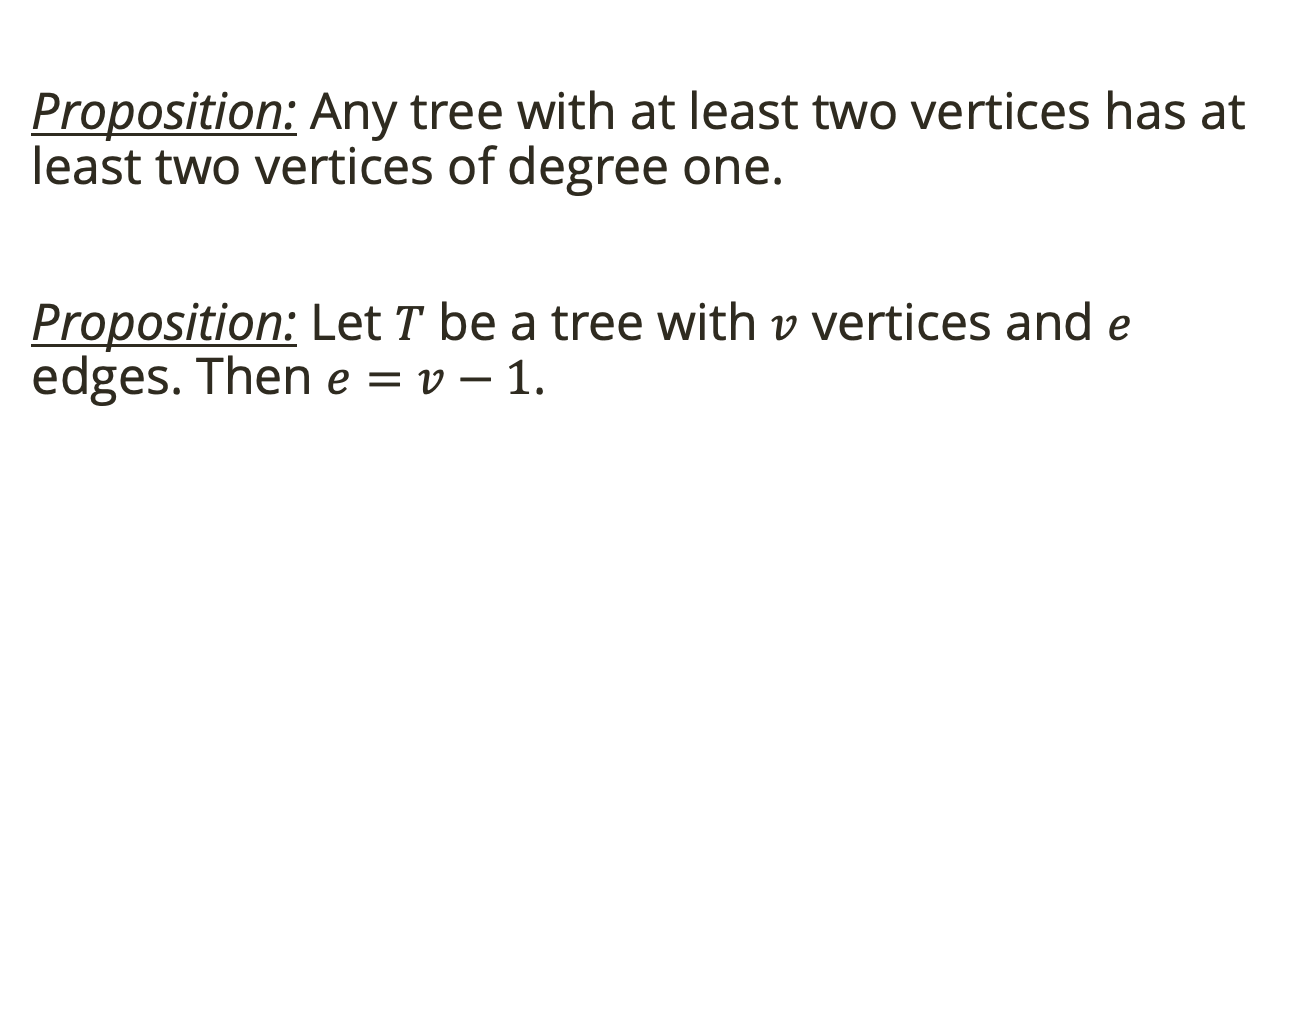 Proposition: Any tree with at least two vertices has at
least two vertices of degree one.
Proposition: Let T be a tree with v vertices and e
edges. Then e = v − 1.